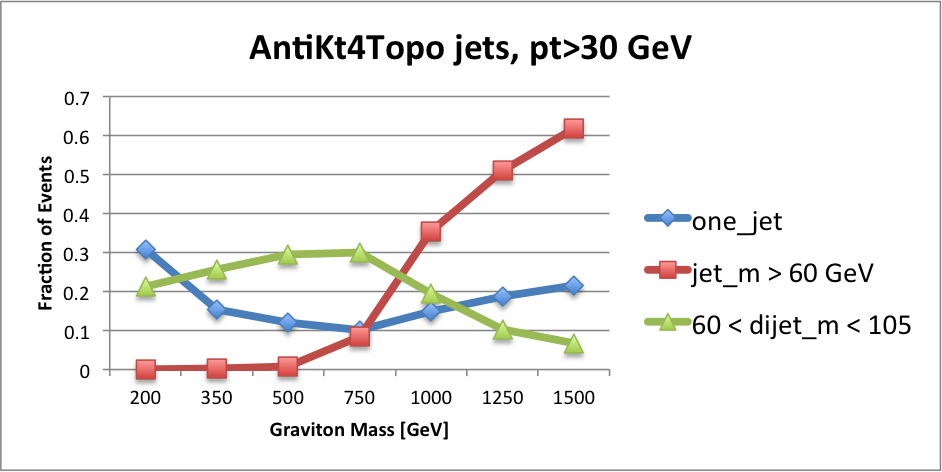 AntiKt4Topo jets, pt>30 GeV
Fraction of Events
0.7
0.6
0.5
0.4
0.3
0.2
0.1
0
200 350 500 750 1000 1250 1500
Graviton Mass [GeV]
one_jet
jet_m > 60 GeV
60 < dijet_m < 105